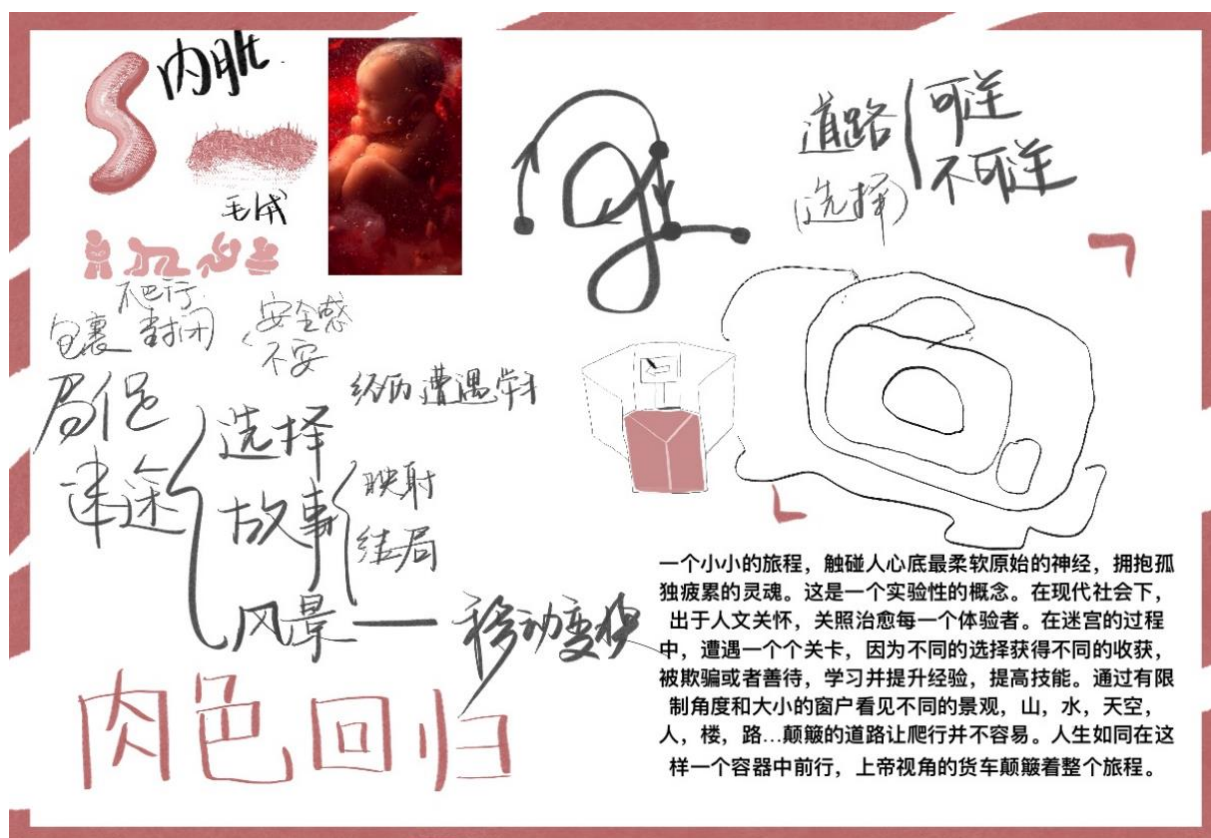 内脏
毛绒
道路
可逆
不可逆
(选择)
爬行
包裹 封闭
安全感
不安
局促
经历遭遇
迷途
选择
故事
映射
结局
风景 — 移动变换
肉色回归
一个小小的旅程，触碰人心底最柔软原始的神经，拥抱孤
独疲累的灵魂。这是一个实验性的概念。在现代社会下，
出于人文关怀，关照治愈每一个体验者。在迷宫的过程
中，遭遇一个个关卡，因为不同的选择获得不同的收获，
被欺骗或者善待，学习并提升经验，提高技能。通过有限
制角度和大小的窗户看见不同的景观，山，水，天空，
人，楼，路...颠簸的道路让爬行并不容易。人生如同在这
样一个容器中前行，上帝视角的货车颠簸着整个旅程。